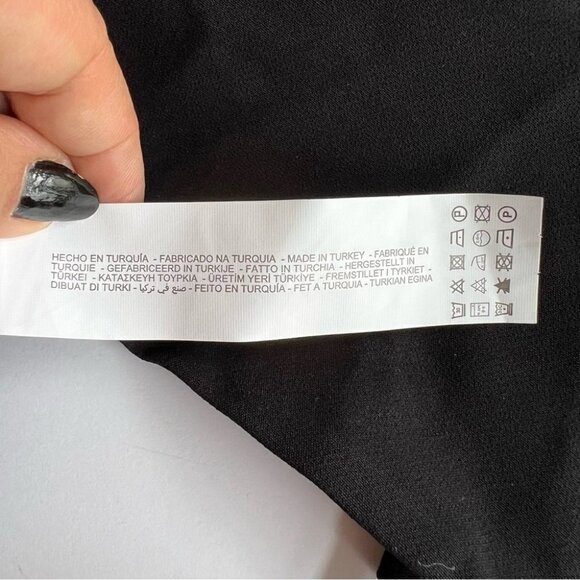 HECHO EN TURQUÍA - FABRICADO NA TURQUIA - MADE IN TURKEY - FABRIQUÉ EN
TURQUIE - GEFABRICEERD IN TURKIJE - FATTO IN TURCHIA - HERGESTELLT IN
TÜRKEI - ΚΑΤΑΣΚΕΥΗ ΤΟΥΡΚΙΑ - ÜRETİM YERİ TÜRKİYE - FREMSTILLET I TYRKIET -
DIBUAT DI TURKI - صنع في تركيا - FEITO EN TURQUÍA - FET A TURQUIA - TURKIAN EGINA
P P